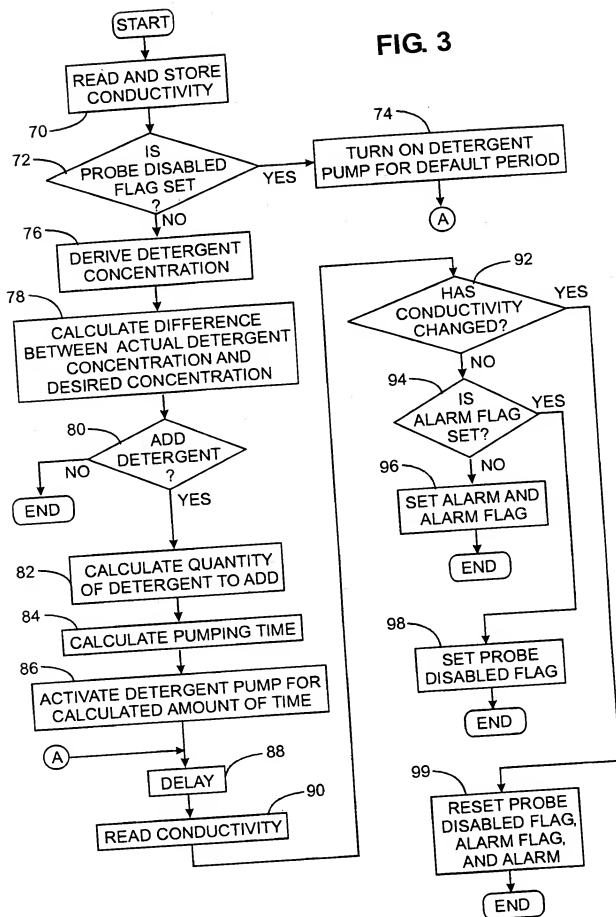 FIG. 3
START
READ AND STORE
CONDUCTIVITY
70
72
IS
PROBE DISABLED
FLAG SET
?
YES
NO
74
TURN ON DETERGENT
PUMP FOR DEFAULT PERIOD
A
76
DERIVE DETERGENT
CONCENTRATION
78
CALCULATE DIFFERENCE
BETWEEN ACTUAL DETERGENT
CONCENTRATION AND
DESIRED CONCENTRATION
80
ADD
DETERGENT
?
NO
END
YES
82
CALCULATE QUANTITY
OF DETERGENT TO ADD
84
CALCULATE PUMPING TIME
86
ACTIVATE DETERGENT PUMP FOR
CALCULATED AMOUNT OF TIME
A
88
DELAY
90
READ CONDUCTIVITY
92
HAS
CONDUCTIVITY
CHANGED?
YES
NO
94
IS
ALARM FLAG
SET?
YES
NO
96
SET ALARM AND
ALARM FLAG
END
98
SET PROBE
DISABLED FLAG
END
99
RESET PROBE
DISABLED FLAG,
ALARM FLAG,
AND ALARM
END